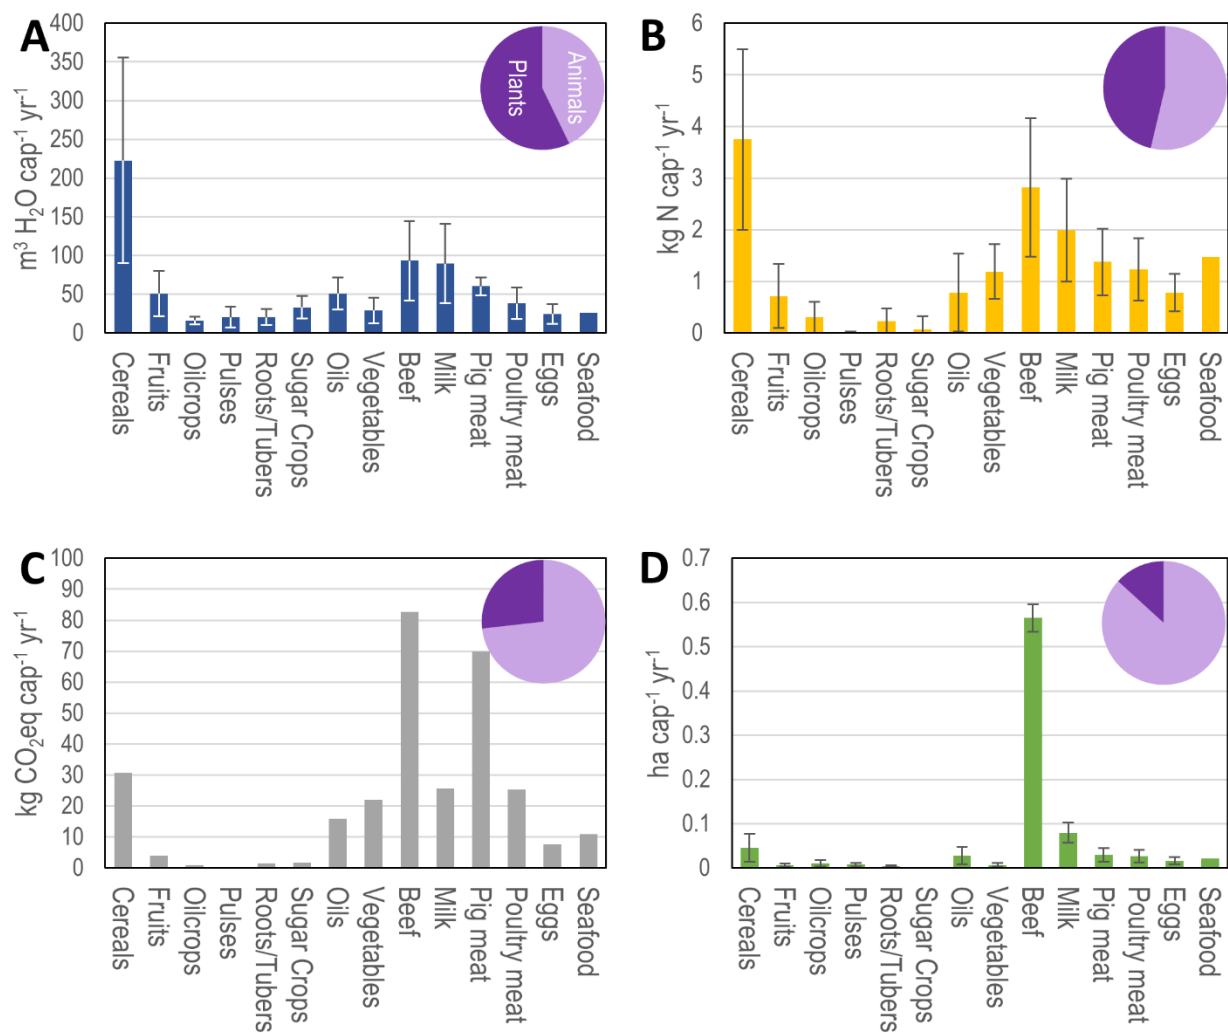 A
m³ H₂O cap⁻¹ yr⁻¹
400
350
300
250
200
150
100
50
0
Plants
Animals
Cereals
Fruits
Oilcrops
Pulses
Roots/Tubers
Sugar Crops
Oils
Vegetables
Beef
Milk
Pig meat
Poultry meat
Eggs
Seafood
B
kg N cap⁻¹ yr⁻¹
6
5
4
3
2
1
0
Cereals
Fruits
Oilcrops
Pulses
Roots/Tubers
Sugar Crops
Oils
Vegetables
Beef
Milk
Pig meat
Poultry meat
Eggs
Seafood
C
kg CO₂eq cap⁻¹ yr⁻¹
100
90
80
70
60
50
40
30
20
10
0
Cereals
Fruits
Oilcrops
Pulses
Roots/Tubers
Sugar Crops
Oils
Vegetables
Beef
Milk
Pig meat
Poultry meat
Eggs
Seafood
D
ha cap⁻¹ yr⁻¹
0.7
0.6
0.5
0.4
0.3
0.2
0.1
0
Cereals
Fruits
Oilcrops
Pulses
Roots/Tubers
Sugar Crops
Oils
Vegetables
Beef
Milk
Pig meat
Poultry meat
Eggs
Seafood